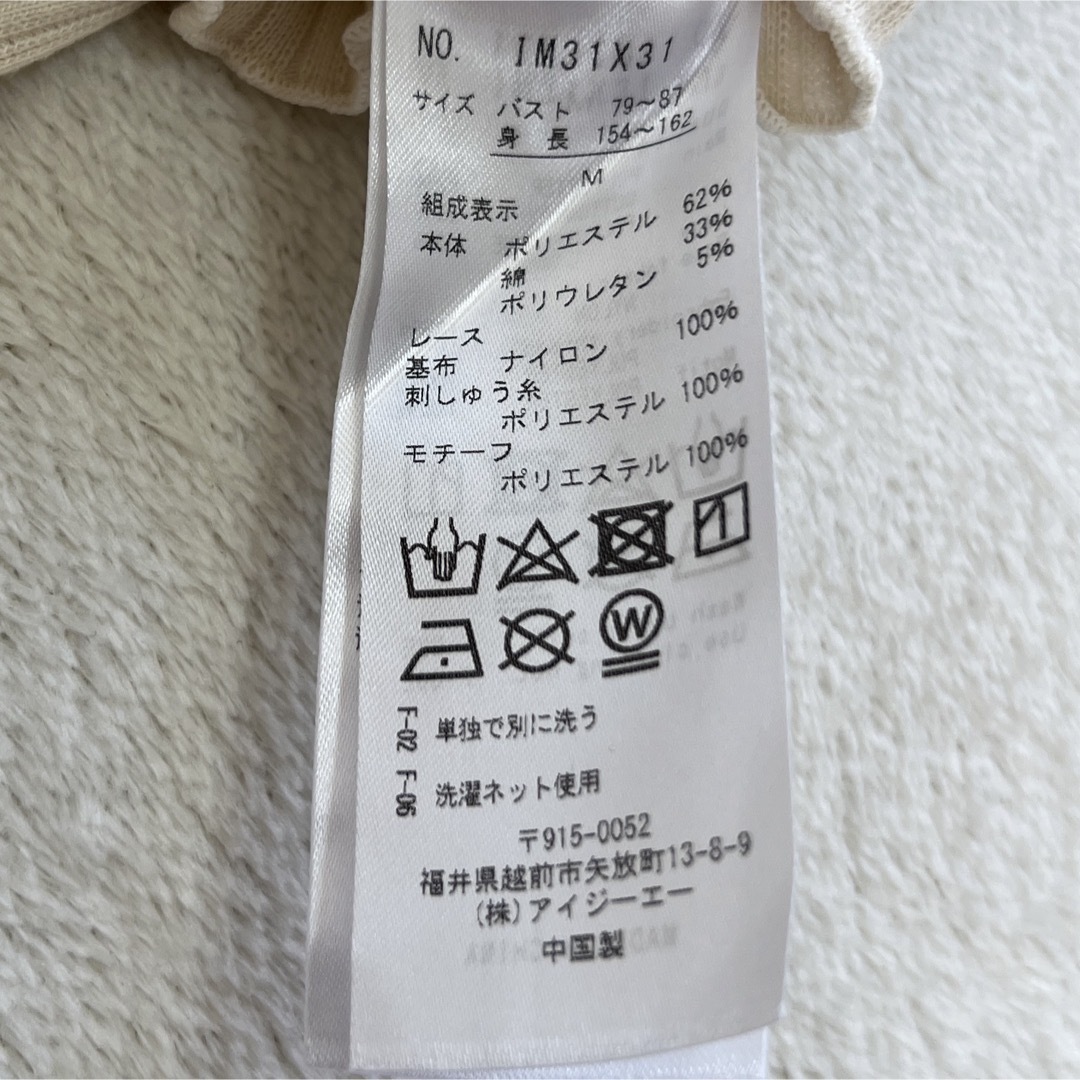 NO. IM31X31
サイズ バスト 79～87
身長 154～162
M
組成表示
本体 ポリエステル 62%
綿 33%
ポリウレタン 5%
レース
基布 ナイロン 100%
刺しゅう糸
ポリエステル 100%
モチーフ
ポリエステル 100%
W
F-02 単独で別に洗う
F-06 洗濯ネット使用
〒915-0052
福井県越前市矢放町13-8-9
(株)アイジーエー
中国製